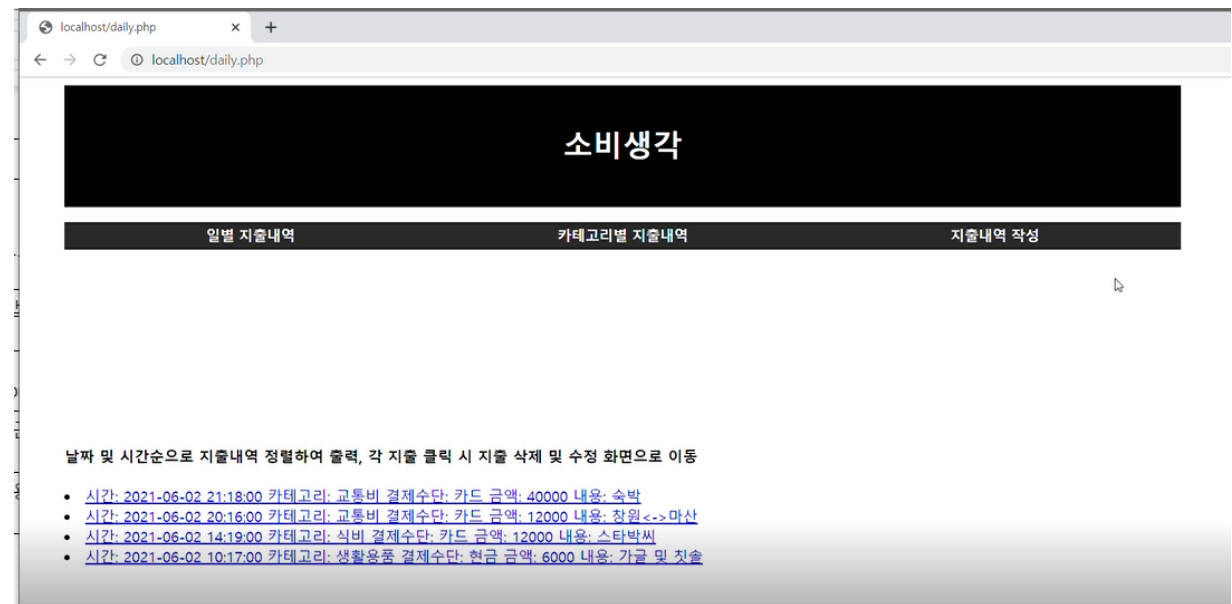 localhost/daily.php
localhost/daily.php
소비생각
일별 지출내역 카테고리별 지출내역 지출내역 작성
날짜 및 시간순으로 지출내역 정렬하여 출력, 각 지출 클릭 시 지출 삭제 및 수정 화면으로 이동
시간: 2021-06-02 21:18:00 카테고리: 교통비 결제수단: 카드 금액: 40000 내용: 숙박
시간: 2021-06-02 20:16:00 카테고리: 교통비 결제수단: 카드 금액: 12000 내용: 창원<->마산
시간: 2021-06-02 14:19:00 카테고리: 식비 결제수단: 카드 금액: 12000 내용: 스타박씨
시간: 2021-06-02 10:17:00 카테고리: 생활용품 결제수단: 현금 금액: 6000 내용: 가글 및 칫솔